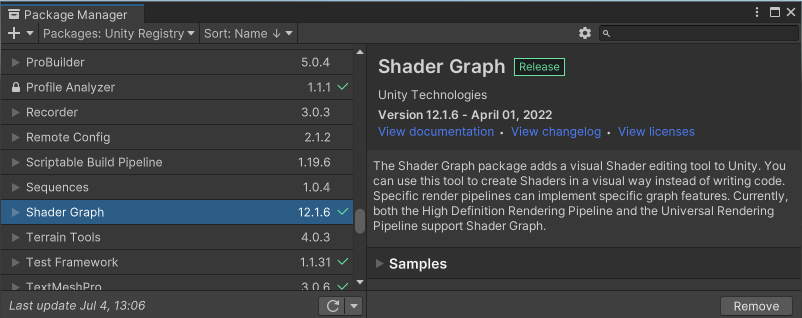 Package Manager
Packages: Unity Registry
Sort: Name ↓
ProBuilder 5.0.4
Profile Analyzer 1.1.1
Recorder 3.0.3
Remote Config 2.1.2
Scriptable Build Pipeline 1.19.6
Sequences 1.0.4
Shader Graph 12.1.6
Terrain Tools 4.0.3
Test Framework 1.1.31
TextMeshPro 3.0.6
Last update Jul 4, 13:06
Shader Graph Release
Unity Technologies
Version 12.1.6 - April 01, 2022
View documentation • View changelog • View licenses
The Shader Graph package adds a visual Shader editing tool to Unity. You
can use this tool to create Shaders in a visual way instead of writing code.
Specific render pipelines can implement specific graph features. Currently,
both the High Definition Rendering Pipeline and the Universal Rendering
Pipeline support Shader Graph.
Samples
Remove